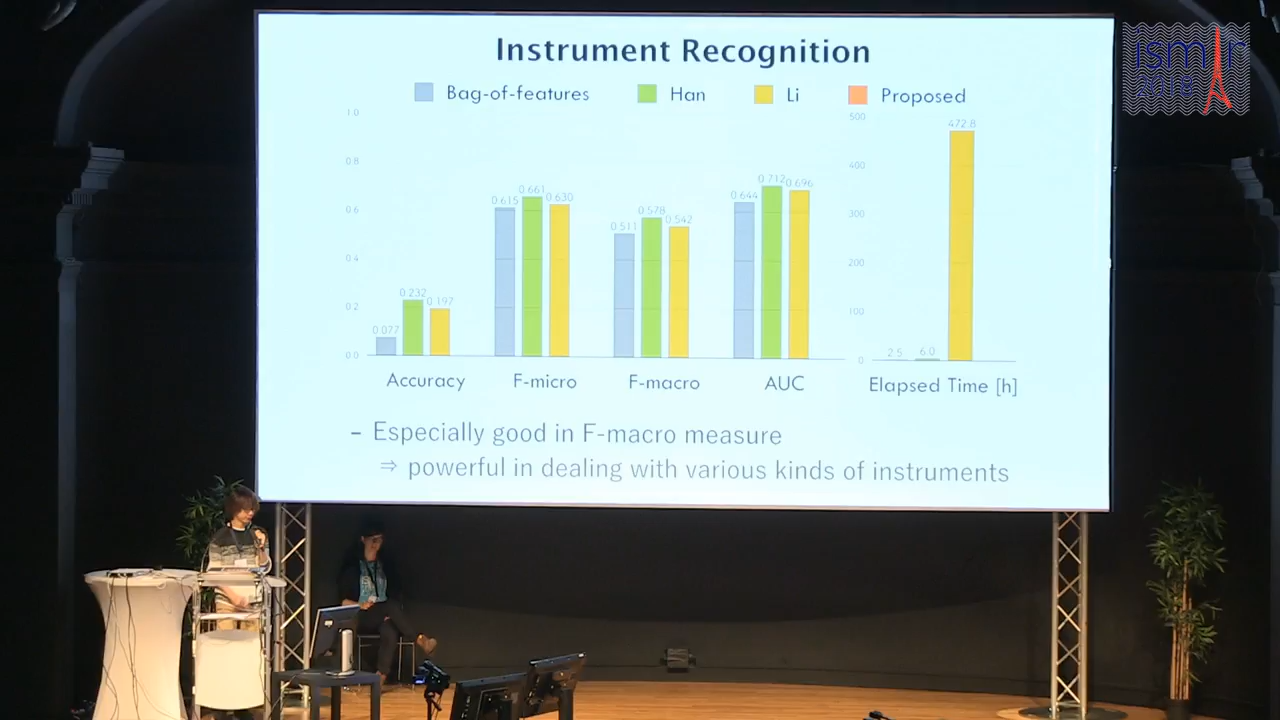 Instrument Recognition
Bag-of-features Han Li Proposed
1.0
0.8
0.6
0.4
0.2
0.0
0.077 0.232 0.197
0.615 0.661 0.630
0.511 0.578 0.542
0.644 0.712 0.696
500
400
300
200
100
0
2.5 6.0 472.8
Accuracy F-micro F-macro AUC Elapsed Time [h]
– Especially good in F-macro measure
⇒ powerful in dealing with various kinds of instruments
ismir
2018